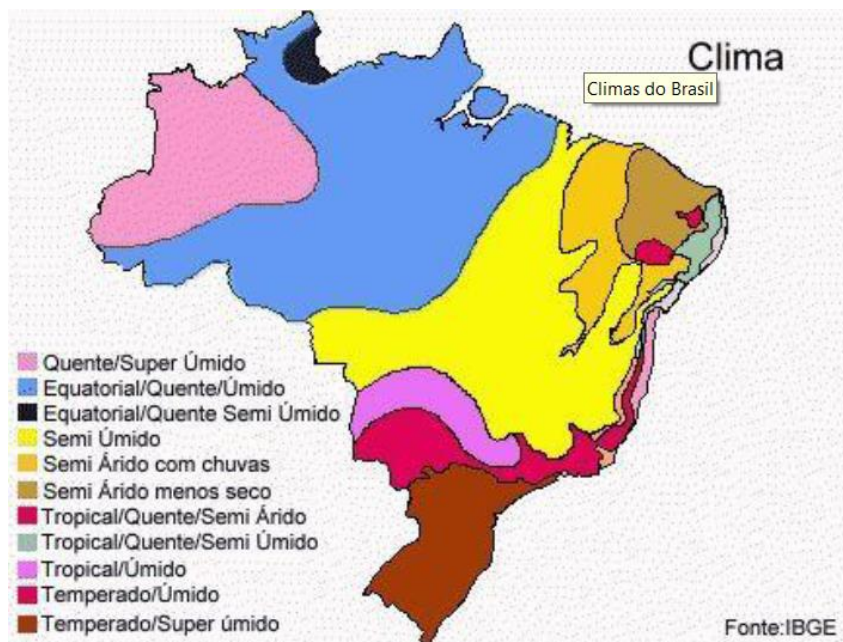 Clima
Climas do Brasil
Quente/Super Úmido
Equatorial/Quente/Úmido
Equatorial/Quente Semi Úmido
Semi Úmido
Semi Árido com chuvas
Semi Árido menos seco
Tropical/Quente/Semi Árido
Tropical/Quente/Semi Úmido
Tropical/Úmido
Temperado/Úmido
Temperado/Super úmido
Fonte:IBGE